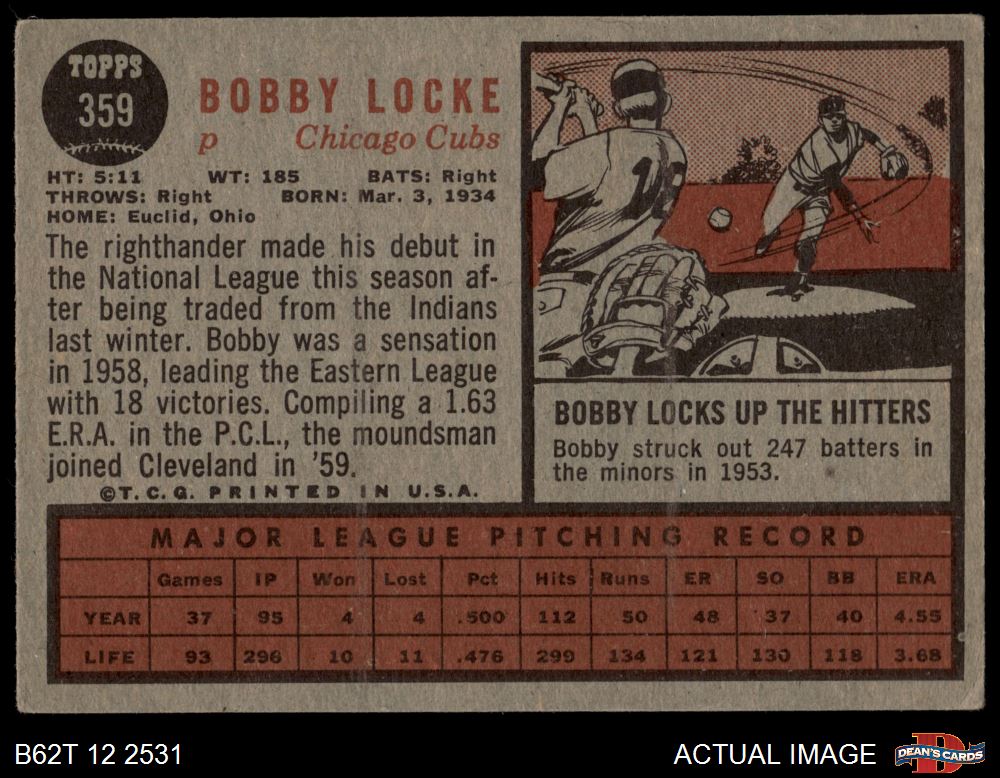 TOPPS
359
BOBBY LOCKE
p Chicago Cubs
HT: 5:11 WT: 185 BATS: Right
THROWS: Right BORN: Mar. 3, 1934
HOME: Euclid, Ohio
The righthander made his debut in
the National League this season af-
ter being traded from the Indians
last winter. Bobby was a sensation
in 1958, leading the Eastern League
with 18 victories. Compiling a 1.63
E.R.A. in the P.C.L., the moundsman
joined Cleveland in '59.
©T.C.G. PRINTED IN U.S.A.
18
BOBBY LOCKS UP THE HITTERS
Bobby struck out 247 batters in
the minors in 1953.
MAJOR LEAGUE PITCHING RECORD
Games IP Won Lost Pct Hits Runs ER SO BB ERA
YEAR 37 95 4 4 .500 112 50 48 37 40 4.55
LIFE 93 296 10 11 .476 299 134 121 130 118 3.68
B62T 12 2531
ACTUAL IMAGE
DEAN'S CARDS